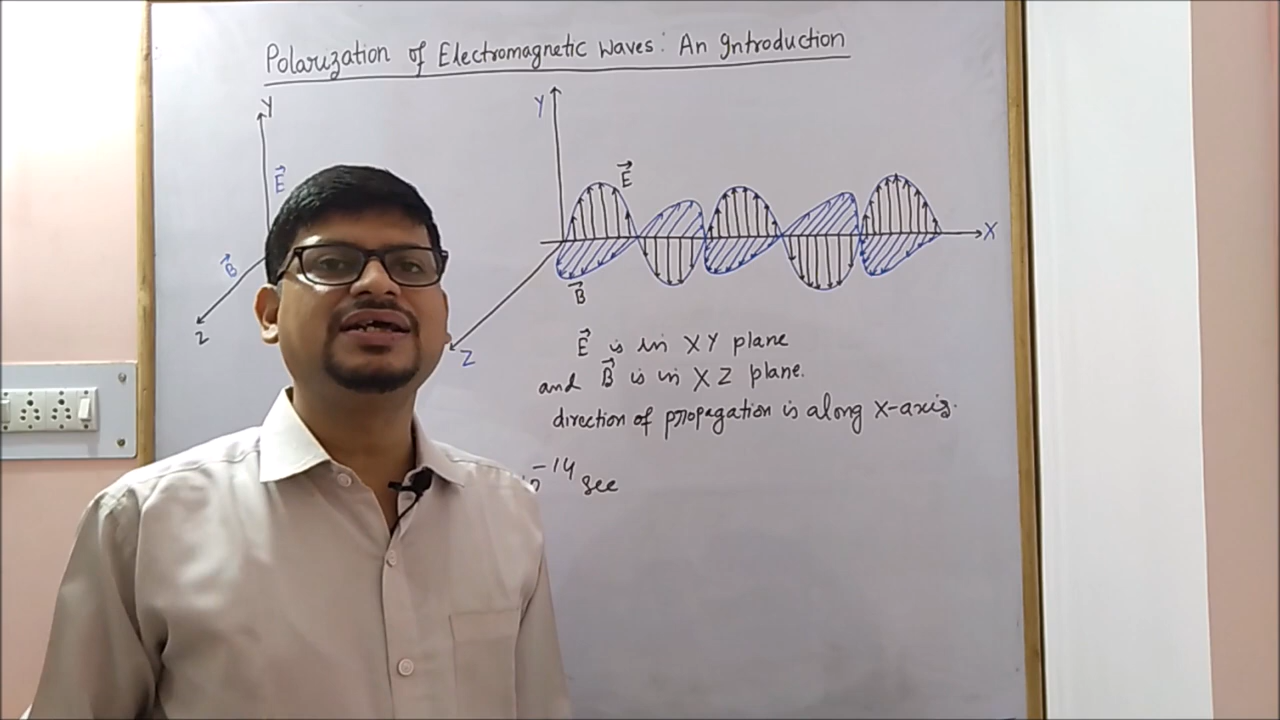 Polarization of Electromagnetic Waves: An Introduction
Y
E
B
Z
Y
E
X
B
Z
E is in XY plane
and B is in XZ plane.
direction of propagation is along X-axis.
-14 sec